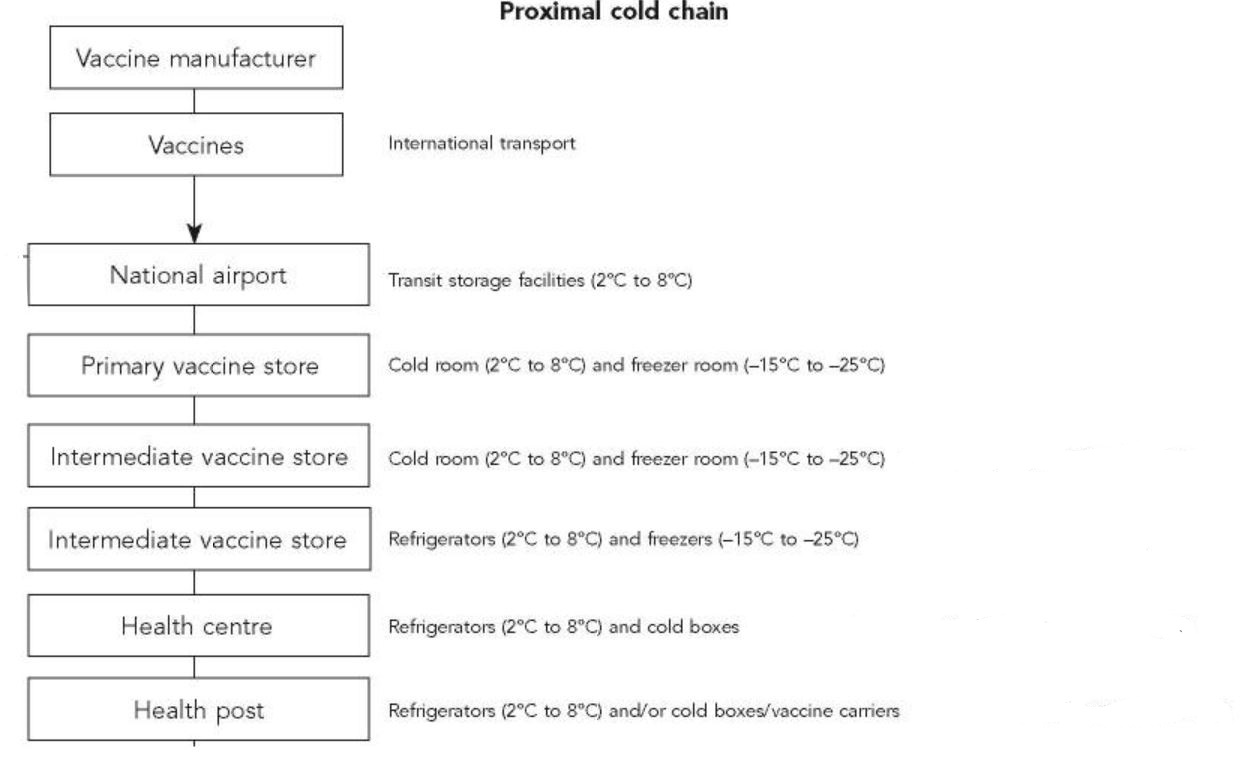 Proximal cold chain
Vaccine manufacturer
Vaccines
International transport
National airport
Transit storage facilities (2°C to 8°C)
Primary vaccine store
Cold room (2°C to 8°C) and freezer room (–15°C to –25°C)
Intermediate vaccine store
Cold room (2°C to 8°C) and freezer room (–15°C to –25°C)
Intermediate vaccine store
Refrigerators (2°C to 8°C) and freezers (–15°C to –25°C)
Health centre
Refrigerators (2°C to 8°C) and cold boxes
Health post
Refrigerators (2°C to 8°C) and/or cold boxes/vaccine carriers